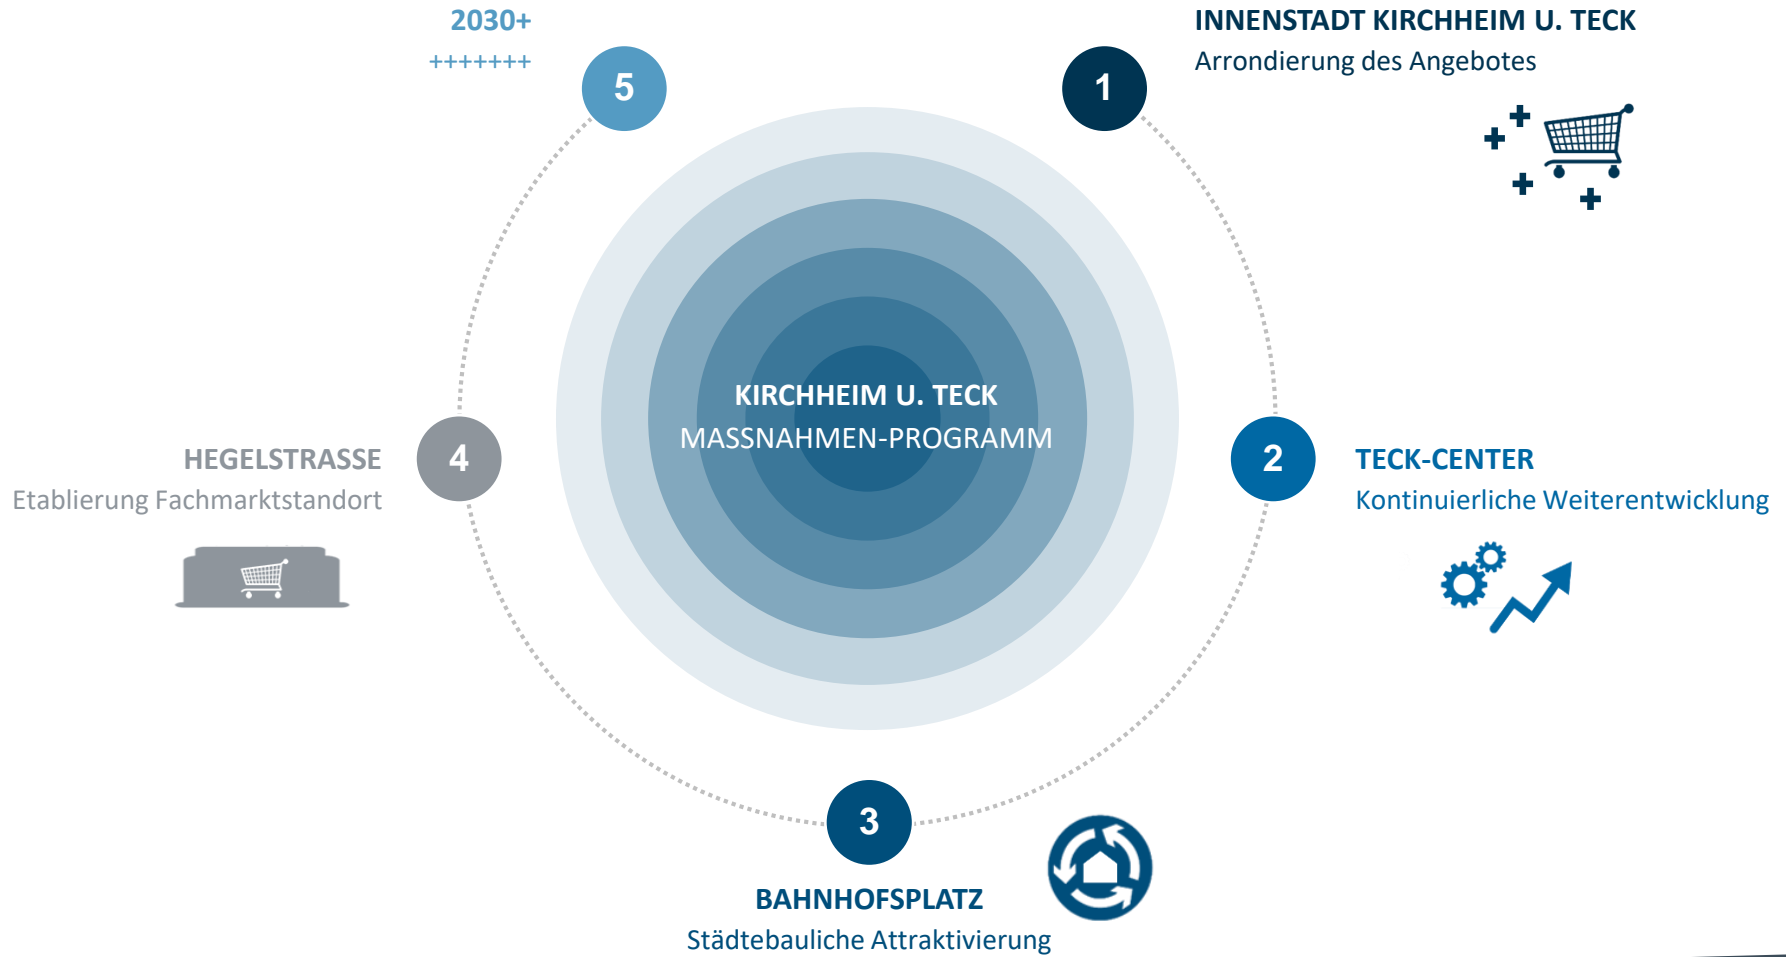 2030+
+++++++
5
1
INNENSTADT KIRCHHEIM U. TECK
Arrondierung des Angebotes
KIRCHHEIM U. TECK
MASSNAHMEN-PROGRAMM
2
TECK-CENTER
Kontinuierliche Weiterentwicklung
3
BAHNHOFSPLATZ
Städtebauliche Attraktivierung
4
HEGELSTRASSE
Etablierung Fachmarktstandort